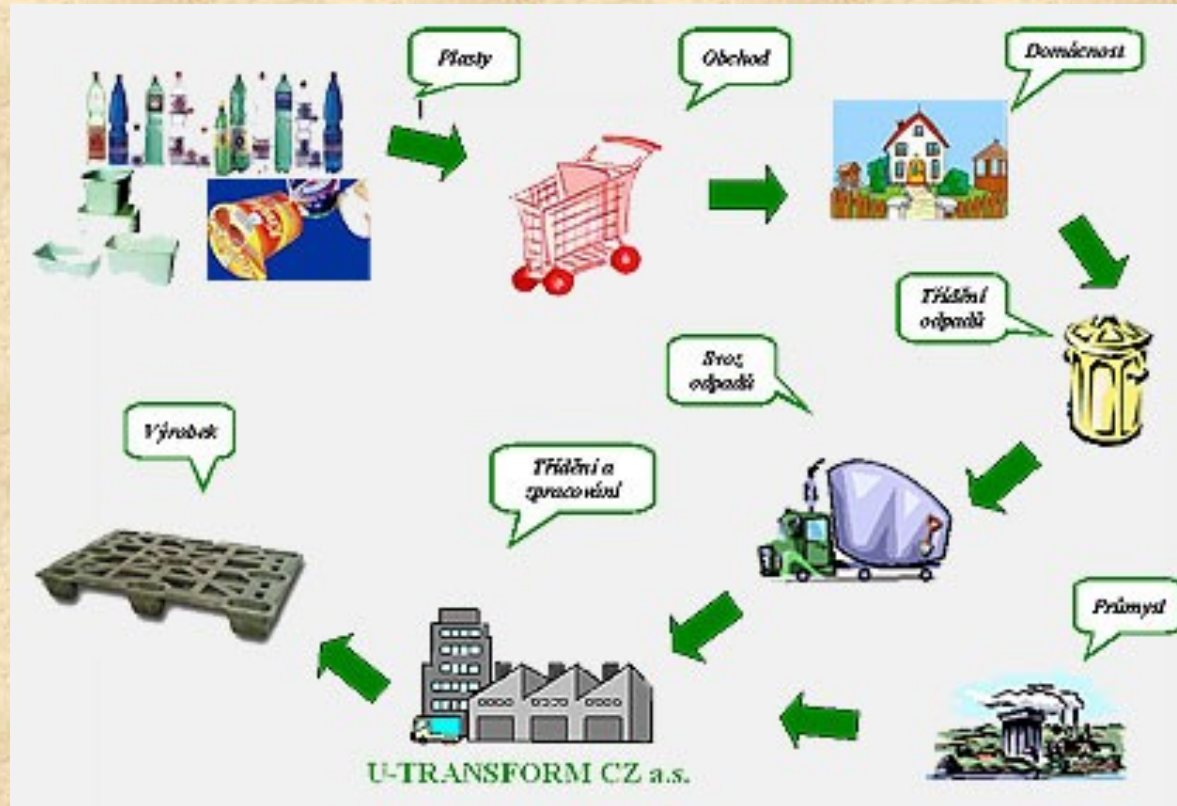 Plasty
Obchod
Domácnost
Třídění
odpadů
Svoz
odpadů
Výrobek
Třídění a
zpracování
Průmysl
U-TRANSFORM CZ a.s.